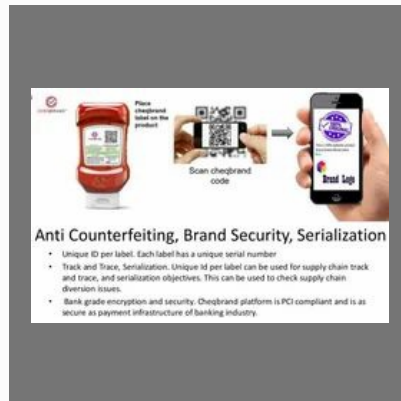 Place
cheqbrand
label on the
product
Scan cheqbrand
code
Brand Logo
Anti Counterfeiting, Brand Security, Serialization
• Unique ID per label. Each label has a unique serial number
• Track and Trace, Serialization. Unique Id per label can be used for supply chain track
and trace, and serialization objectives. This can be used to check supply chain
diversion issues.
• Bank grade encryption and security. Cheqbrand platform is PCI compliant and is as
secure as payment infrastructure of banking industry.